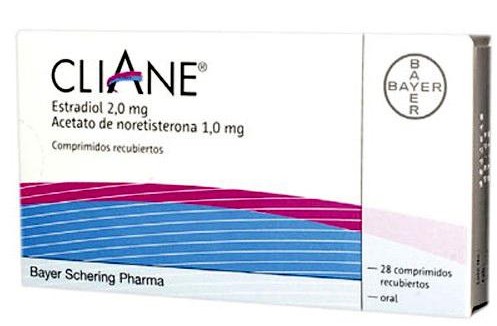 CLIANE®
Estradiol 2,0 mg
Acetato de noretisterona 1,0 mg
Comprimidos recubiertos
BAYER
BAYER
Bayer Schering Pharma
28 comprimidos
recubiertos
oral